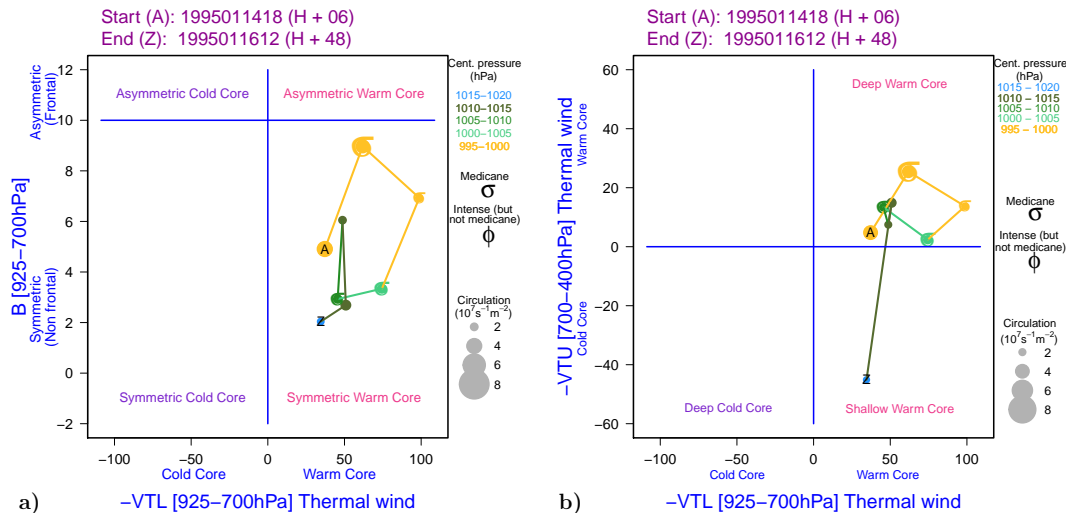 Start (A): 1995011418 (H + 06)
End (Z): 1995011612 (H + 48)
12
10
8
6
4
2
0
−2
B [925−700hPa]
Asymmetric
(Frontal)
Symmetric
(Non frontal)
Asymmetric Cold Core
Asymmetric Warm Core
Symmetric Cold Core
Symmetric Warm Core
A
Z
−100
−50
0
50
100
Cold Core
Warm Core
−VTL [925−700hPa] Thermal wind
a)
Cent. pressure
(hPa)
1015−1020
1010−1015
1005−1010
1000−1005
995−1000
Medicane
σ
Intense (but
not medicane)
ϕ
Circulation
(10⁷s⁻¹m⁻²)
2
4
6
8
Start (A): 1995011418 (H + 06)
End (Z): 1995011612 (H + 48)
60
40
20
0
−20
−40
−60
−VTU [700−400hPa] Thermal wind
Warm Core
Cold Core
Deep Warm Core
Deep Cold Core
Shallow Warm Core
A
Z
−100
−50
0
50
100
Cold Core
Warm Core
−VTL [925−700hPa] Thermal wind
b)
Cent. pressure
(hPa)
1015 − 1020
1010 − 1015
1005 − 1010
1000 − 1005
995 − 1000
Medicane
σ
Intense (but
not medicane)
ϕ
Circulation
(10⁷s⁻¹m⁻²)
2
4
6
8